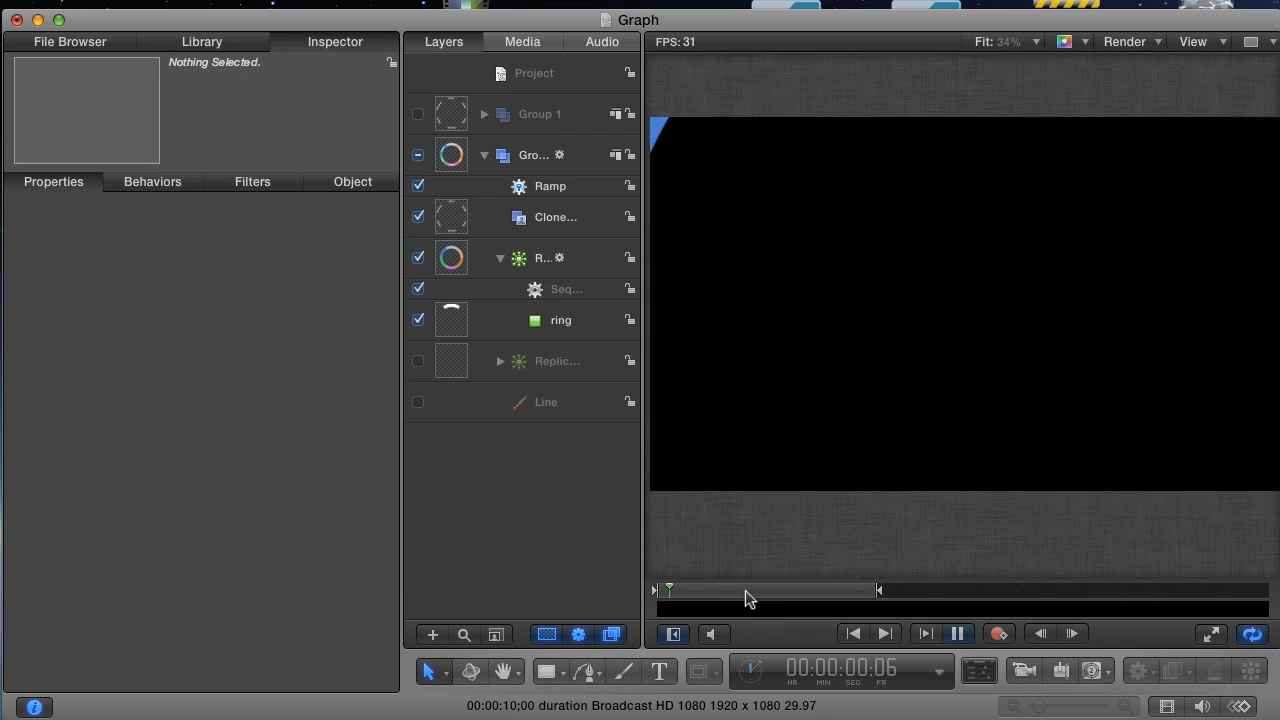 Graph
File Browser Library Inspector Layers Media Audio FPS: 31 Fit: 34% Render View
Nothing Selected.
Project
Group 1
Gro...
Properties Behaviors Filters Object
Ramp
Clone...
R...
Seq...
ring
Replic...
Line
T 00:00:00:06
HR MIN SEC FR
00:00:10;00 duration Broadcast HD 1080 1920 x 1080 29.97